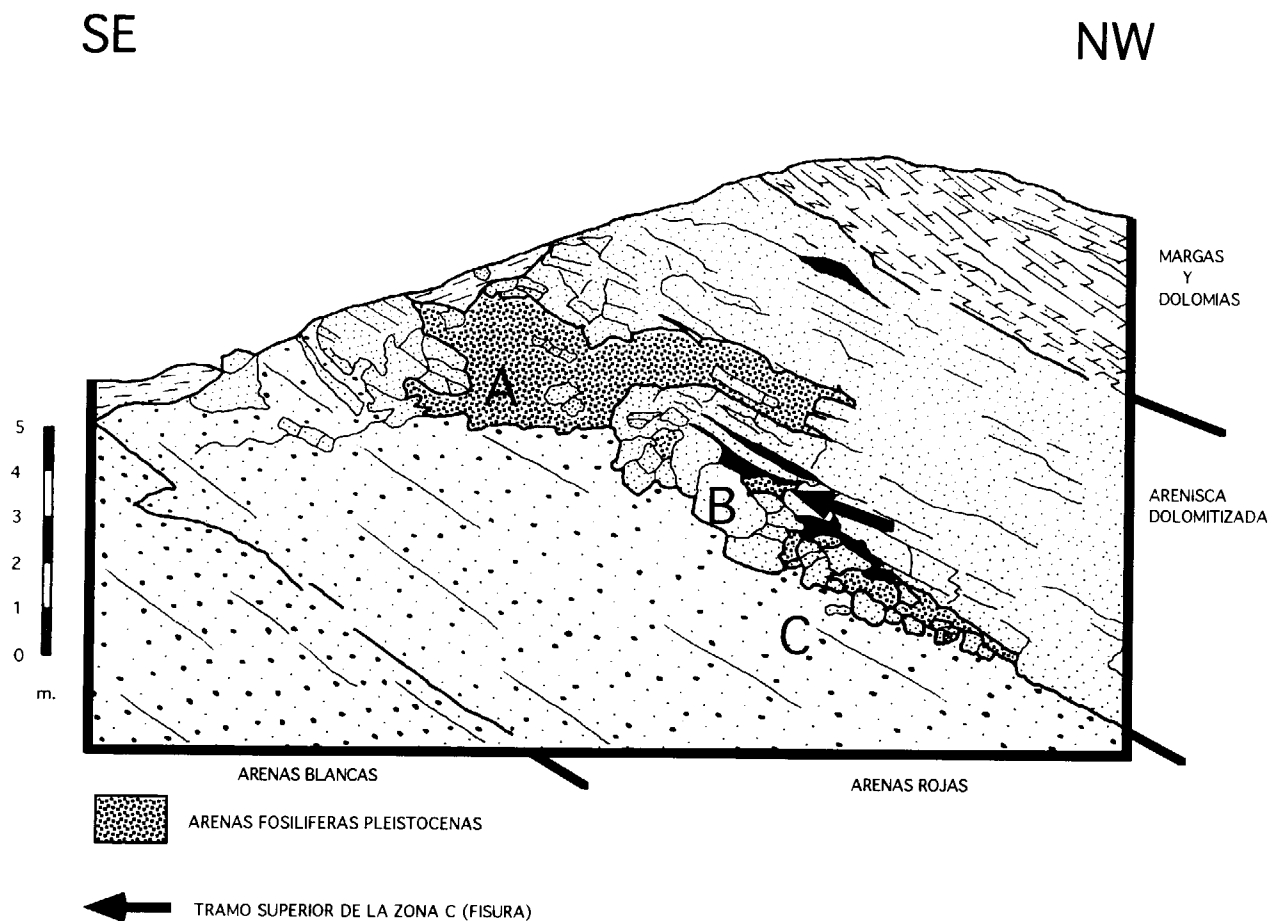 SE
NW
MARGAS
Y
DOLOMIAS
A
5
4
3
2
1
0
m.
B
ARENISCA
DOLOMITIZADA
C
ARENAS BLANCAS
ARENAS ROJAS
ARENAS FOSILIFERAS PLEISTOCENAS
TRAMO SUPERIOR DE LA ZONA C (FISURA)